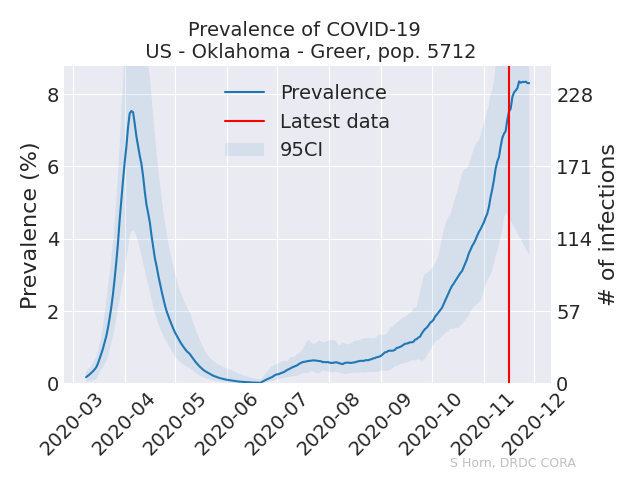 Prevalence of COVID-19
US - Oklahoma - Greer, pop. 5712
Prevalence
Latest data
95CI
Prevalence (%)
8
6
4
2
0
228
171
114
57
0
# of infections
2020-03
2020-04
2020-05
2020-06
2020-07
2020-08
2020-09
2020-10
2020-11
2020-12
S Horn, DRDC CORA